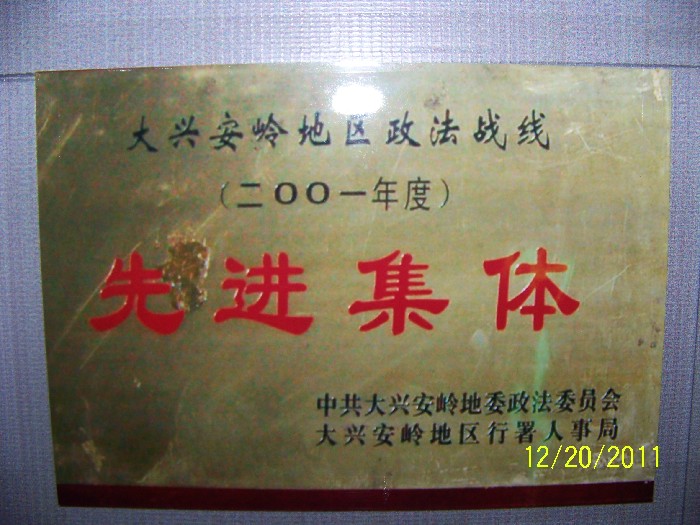 大兴安岭地区政法战线
(二OO一年度)
先进集体
中共大兴安岭地委政法委员会
大兴安岭地区行署人事局
12/20/2011